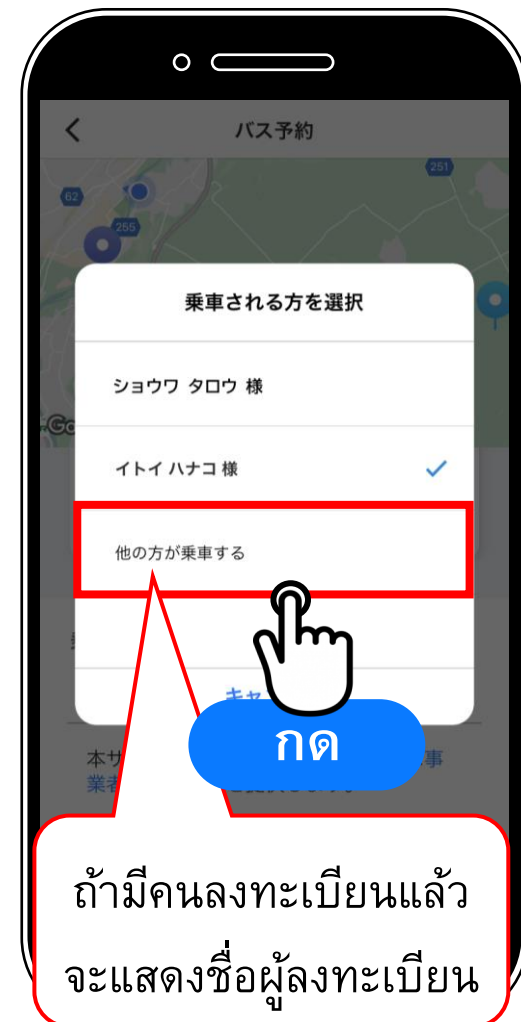 バス予約
251
62
255
乗車される方を選択
ショウワ タロウ 様
Go
イトイ ハナコ 様
他の方が乗車する
กด
本サ
事
業者
ถ้ามีคนลงทะเบียนแล้ว
จะแสดงชื่อผู้ลงทะเบียน